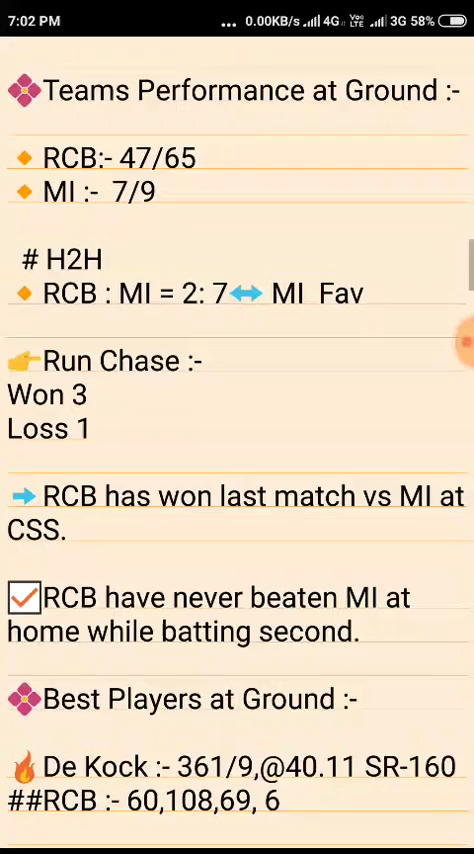 7:02 PM ... 0.00KB/s 4G Vo LTE 3G 58%
Teams Performance at Ground :-
RCB:- 47/65
MI :- 7/9
# H2H
RCB : MI = 2: 7↔️ MI Fav
👉Run Chase :-
Won 3
Loss 1
➡ RCB has won last match vs MI at
CSS.
☑RCB have never beaten MI at
home while batting second.
Best Players at Ground :-
🔥De Kock :- 361/9,@40.11 SR-160
##RCB :- 60,108,69, 6